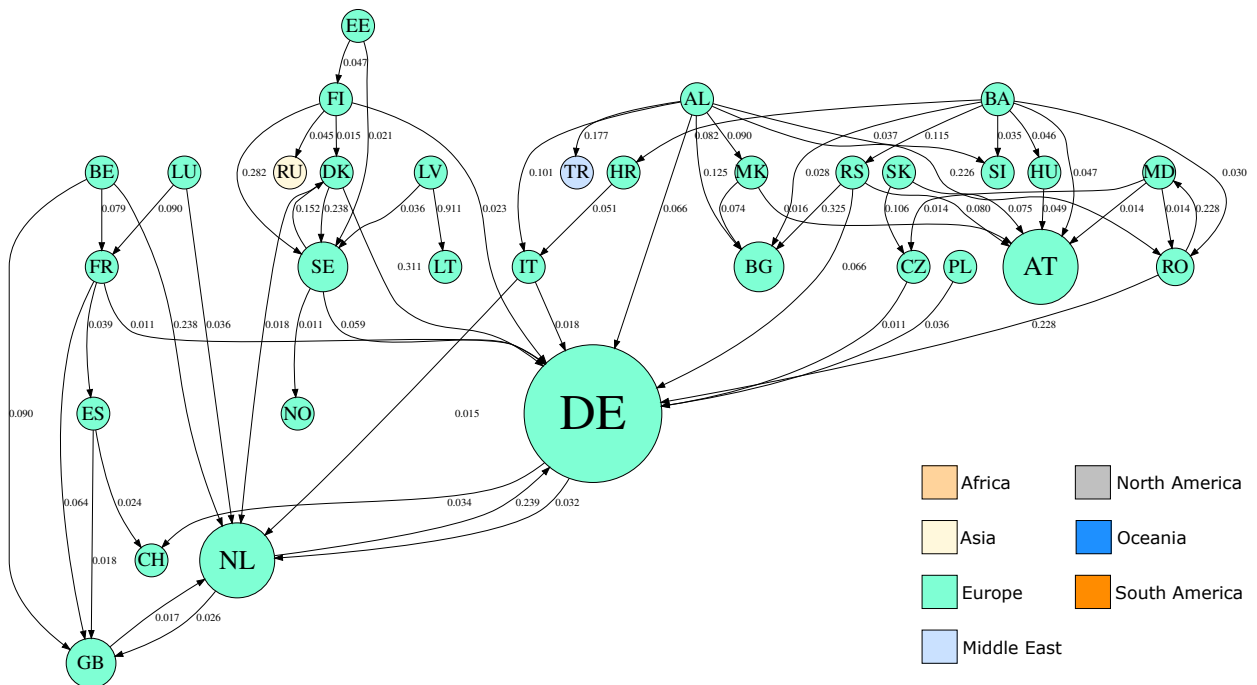 EE
0.047
FI
AL
BA
0.045
0.015
0.021
0.177
0.082
0.090
0.037
0.115
0.035
0.046
BE
LU
0.282
RU
DK
LV
0.101
TR
HR
0.125
MK
0.028
RS
SK
0.226
SI
HU
0.047
MD
0.030
0.079
0.090
0.152
0.238
0.036
0.911
0.023
0.051
0.066
0.074
0.016
0.325
0.106
0.014
0.080
0.075
0.049
0.014
0.014
0.228
FR
SE
LT
0.311
IT
BG
0.066
CZ
PL
AT
RO
0.039
0.011
0.238
0.036
0.018
0.011
0.059
0.018
0.011
0.036
0.228
0.090
ES
NO
0.015
DE
0.064
0.024
0.034
0.239
0.032
0.018
CH
NL
0.017
0.026
GB
Africa
North America
Asia
Oceania
Europe
South America
Middle East